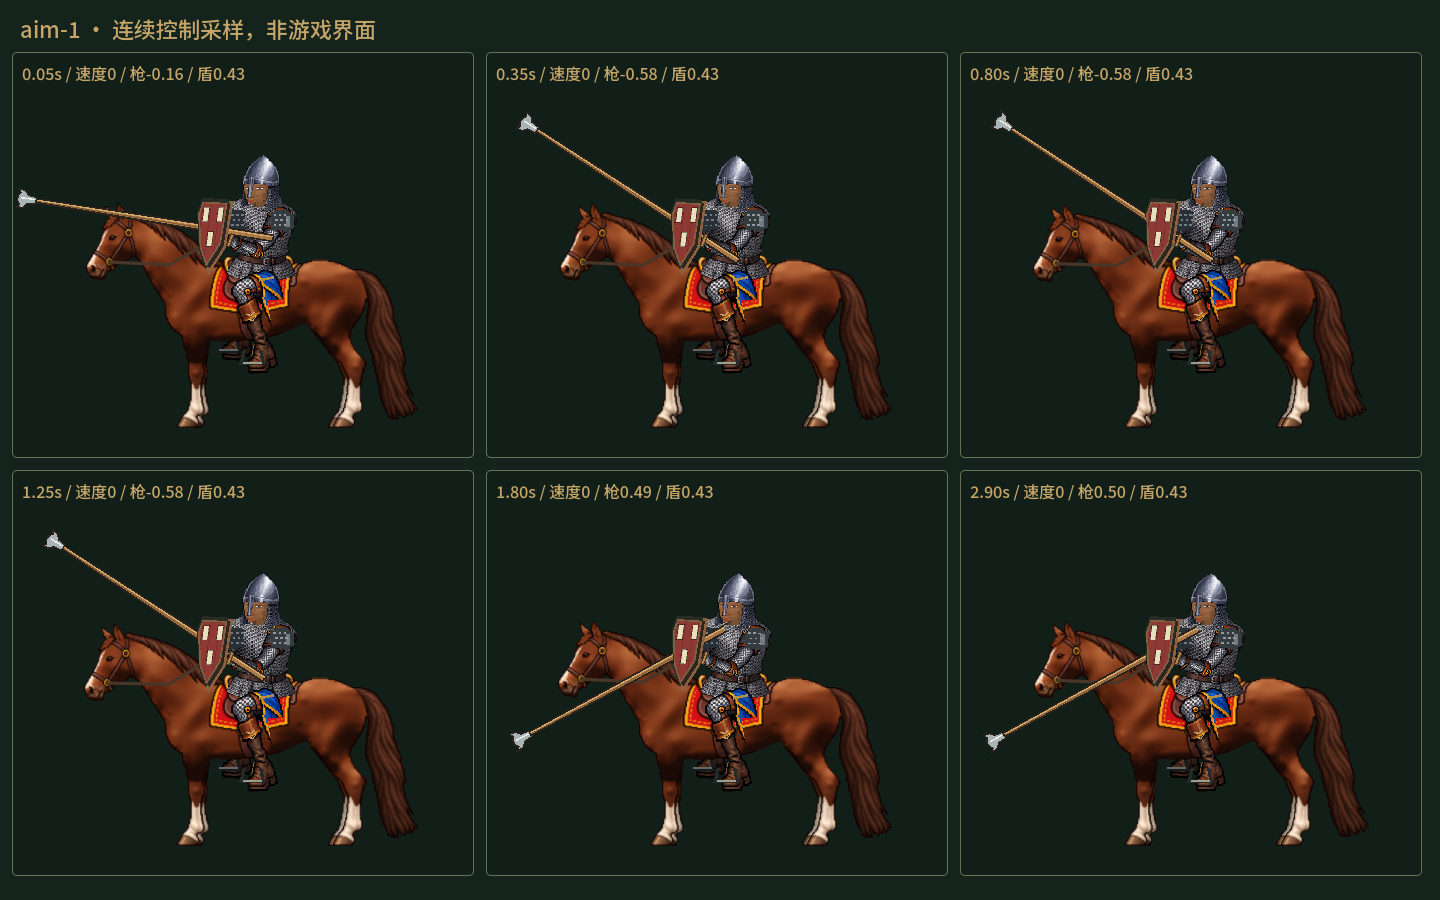 aim-1 · 连续控制采样，非游戏界面
0.05s / 速度0 / 枪-0.16 / 盾0.43
0.35s / 速度0 / 枪-0.58 / 盾0.43
0.80s / 速度0 / 枪-0.58 / 盾0.43
1.25s / 速度0 / 枪-0.58 / 盾0.43
1.80s / 速度0 / 枪0.49 / 盾0.43
2.90s / 速度0 / 枪0.50 / 盾0.43